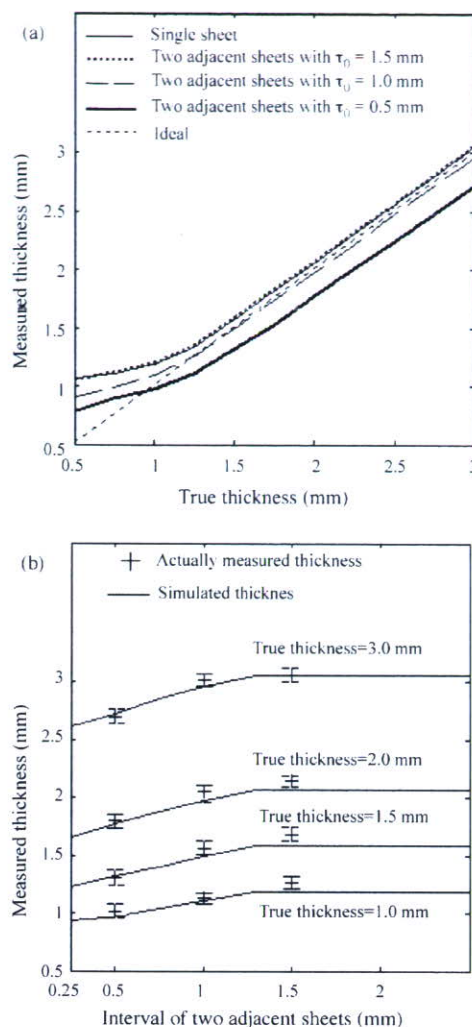 (a)
Single sheet
Two adjacent sheets with τ₀ = 1.5 mm
Two adjacent sheets with τ₀ = 1.0 mm
Two adjacent sheets with τ₀ = 0.5 mm
Ideal
Measured thickness (mm)
3
2
1.5
1
0.5
0.5
1
1.5
2
2.5
3
True thickness (mm)
(b)
Actually measured thickness
Simulated thicknes
True thickness=3.0 mm
True thickness=2.0 mm
True thickness=1.5 mm
True thickness=1.0 mm
Measured thickness (mm)
3
2.5
2
1.5
1
0.5
0.25
0.5
1
1.5
2
Interval of two adjacent sheets (mm)